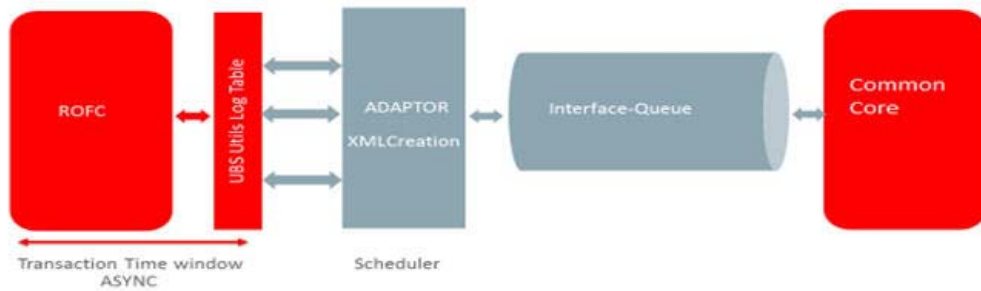 ROFC
UBS Utils Log Table
ADAPTOR
XMLCreation
Interface-Queue
Common
Core
Transaction Time window
ASYNC
Scheduler